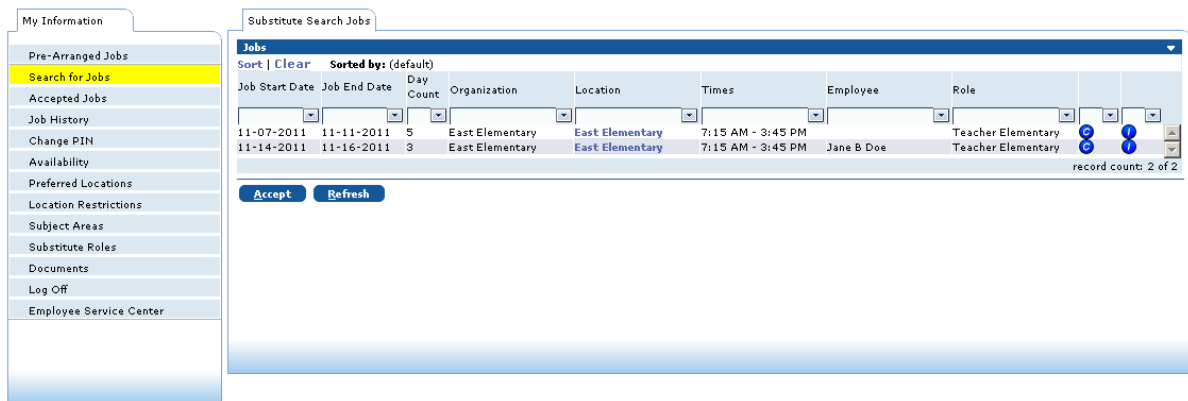 My Information
Pre-Arranged Jobs
Search for Jobs
Accepted Jobs
Job History
Change PIN
Availability
Preferred Locations
Location Restrictions
Subject Areas
Substitute Roles
Documents
Log Off
Employee Service Center
Substitute Search Jobs
Jobs
Sort | Clear Sorted by: (default)
Job Start Date Job End Date Day Count Organization Location Times Employee Role
11-07-2011 11-11-2011 5 East Elementary East Elementary 7:15 AM - 3:45 PM Teacher Elementary C I
11-14-2011 11-16-2011 3 East Elementary East Elementary 7:15 AM - 3:45 PM Jane B Doe Teacher Elementary C I
record count: 2 of 2
Accept Refresh